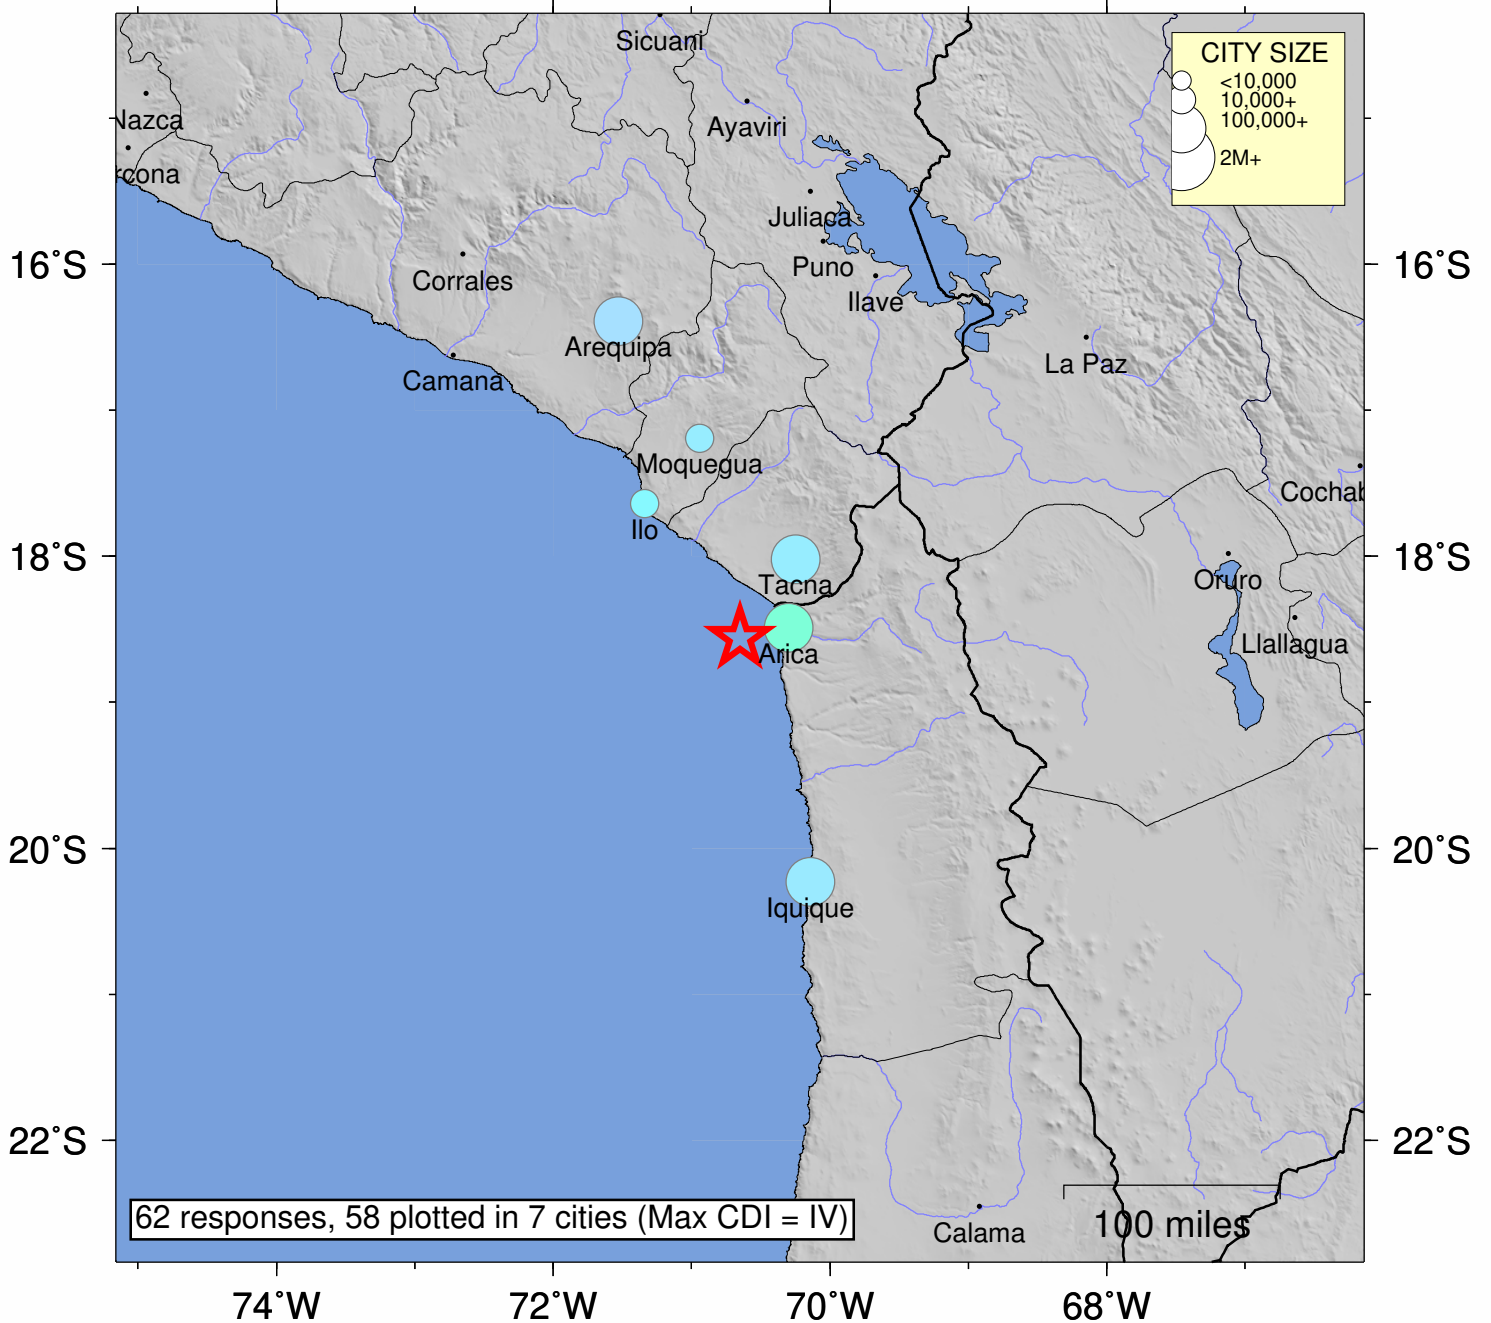 Sicuani
CITY SIZE
<10,000
10,000+
100,000+
2M+
Nazca
Ayaviri
rcona
Juliaca
16°S
Corrales
Puno
16°S
Ilave
Arequipa
La Paz
Camana
Moquegua
Cochab
Ilo
18°S
Tacna
Oruro
18°S
Arica
Llallagua
20°S
20°S
Iquique
22°S
22°S
62 responses, 58 plotted in 7 cities (Max CDI = IV)
Calama
100 miles
74°W
72°W
70°W
68°W